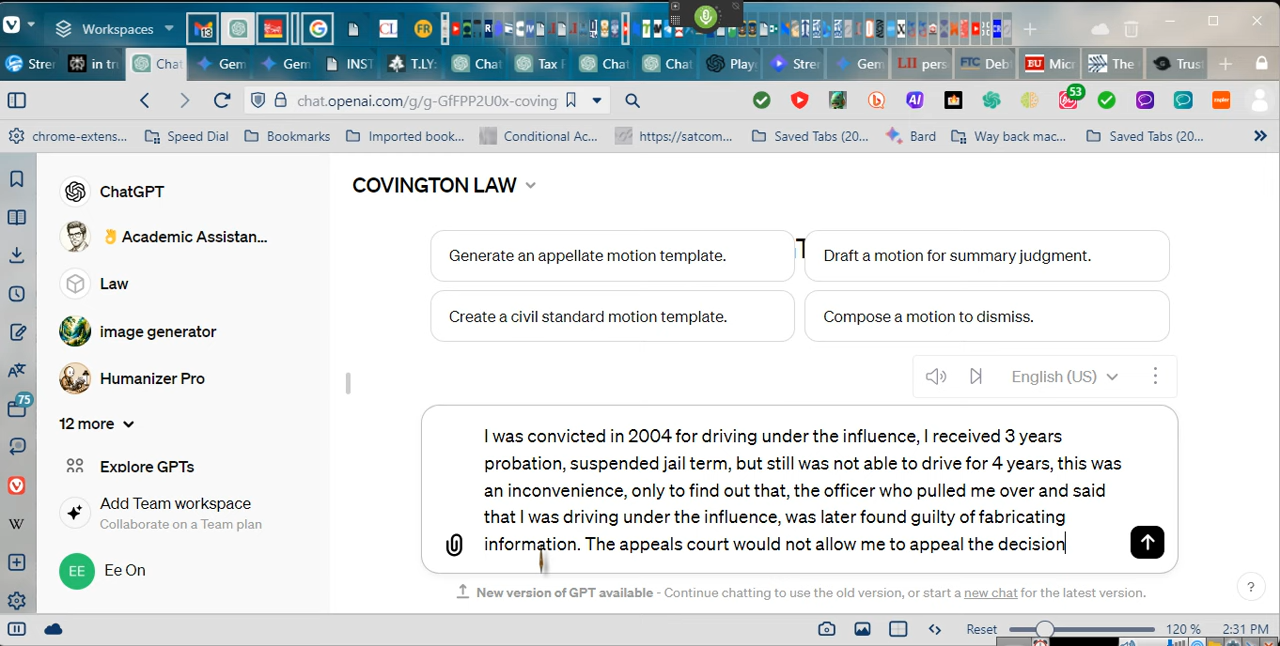 Workspaces
13
CL
FR
Strer
in tr
Chat
Gem
Gem
INST
T.LY:
Chat
Tax F
Chat
Chat
Play
Stre
Gem
LII pers
FTC Deb
BU Micr
The
Trust
chat.openai.com/g/g-GfFPP2U0x-coving
AI
53
chrome-extens...
Speed Dial
Bookmarks
Imported book...
Conditional Ac...
https://satcom...
Saved Tabs (20...
Bard
Way back mac...
Saved Tabs (20...
ChatGPT
Academic Assistan...
Law
image generator
Humanizer Pro
12 more
Explore GPTs
Add Team workspace
Collaborate on a Team plan
EE Ee On
75
W
COVINGTON LAW
Generate an appellate motion template.
Draft a motion for summary judgment.
Create a civil standard motion template.
Compose a motion to dismiss.
English (US)
I was convicted in 2004 for driving under the influence, I received 3 years
probation, suspended jail term, but still was not able to drive for 4 years, this was
an inconvenience, only to find out that, the officer who pulled me over and said
that I was driving under the influence, was later found guilty of fabricating
information. The appeals court would not allow me to appeal the decision
New version of GPT available - Continue chatting to use the old version, or start a new chat for the latest version.
?
Reset
120 %
2:31 PM